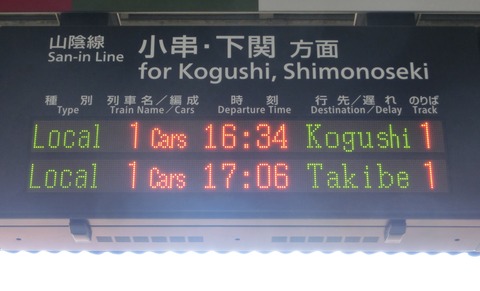 山陰線 小串・下関 方面
San-in Line for Kogushi, Shimonoseki
種別 列車名／編成 時刻 行先／遅れ のりば
Type Train Name／Cars Departure Time Destination／Delay Track
Local 1 Cars 16:34 Kogushi 1
Local 1 Cars 17:06 Takibe 1